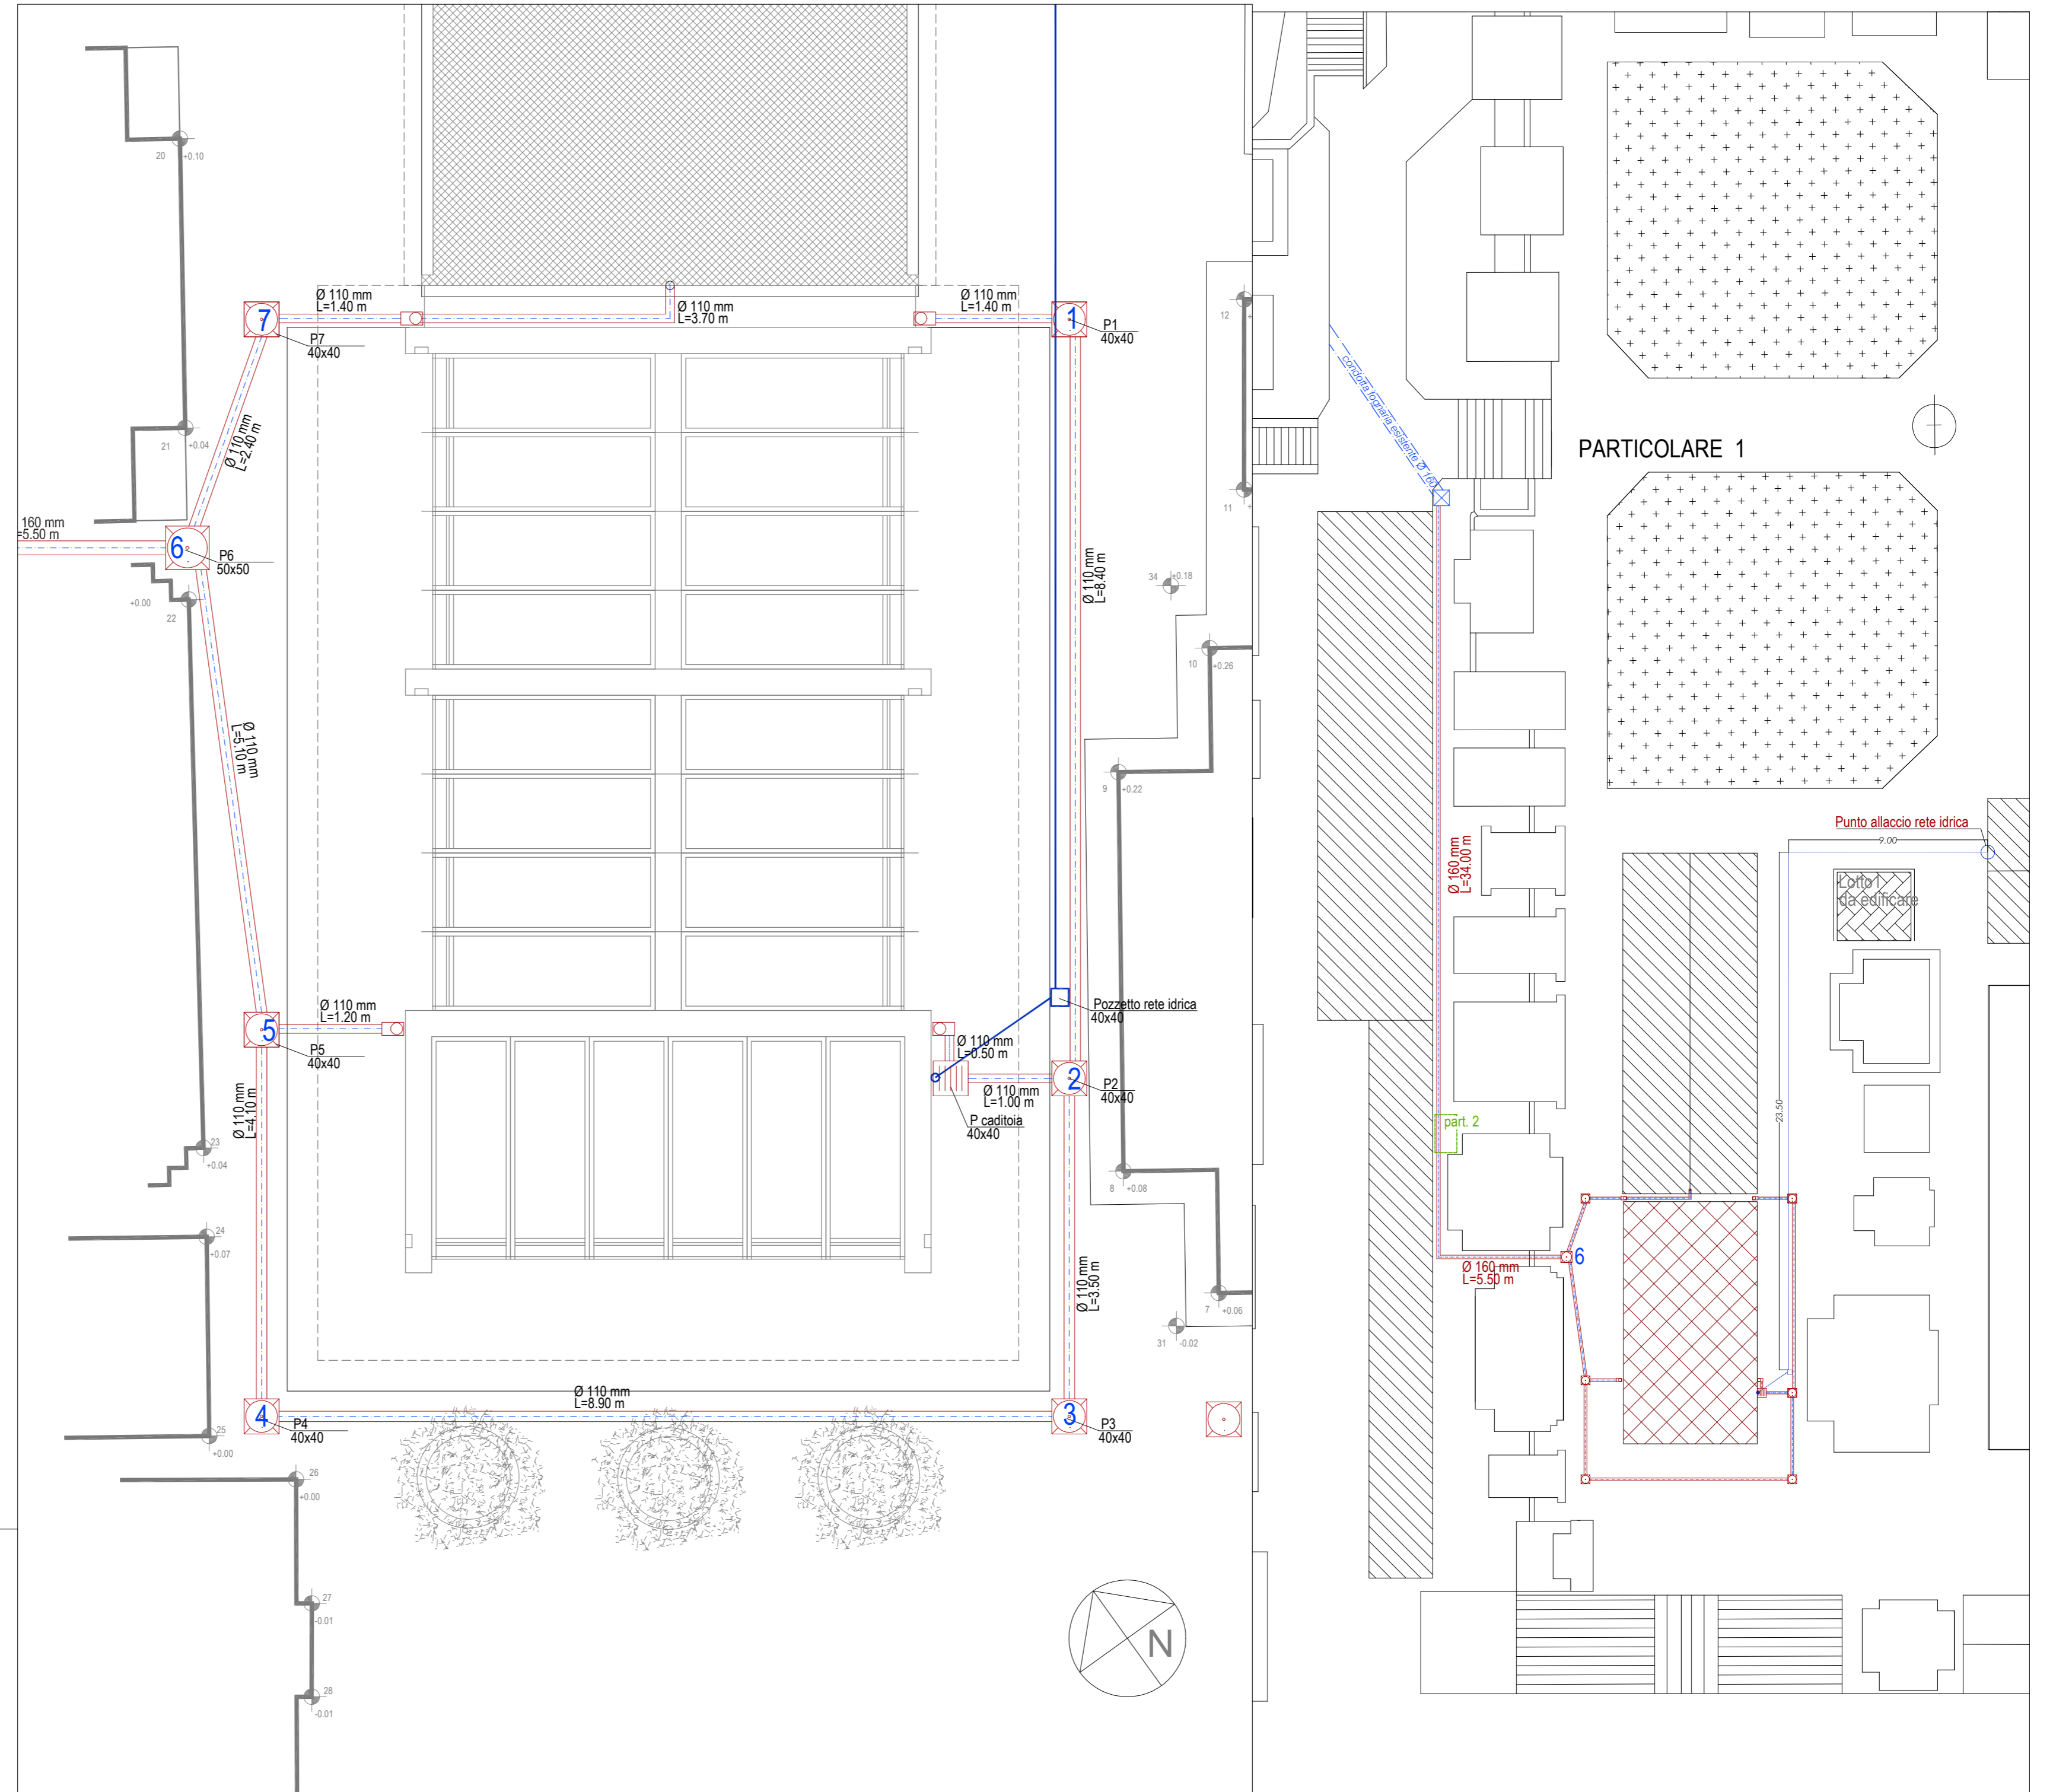 20
+0.10
Ø 110 mm
L=1.40 m
Ø 110 mm
L=3.70 m
Ø 110 mm
L=1.40 m
7
P7
40x40
1
P1
40x40
12
+
21
+0.04
Ø 110 mm
L=2.40 m
11
+
160 mm
=5.50 m
6
P6
50x50
+0.00
22
Ø 110 mm
L=8.40 m
34
+0.18
10
+0.26
Ø 110 mm
L=5.10 m
9
+0.22
Ø 110 mm
L=1.20 m
5
P5
40x40
Pozzetto rete idrica
40x40
Ø 110 mm
L=0.50 m
2
P2
40x40
Ø 110 mm
L=1.00 m
P caditoia
40x40
Ø 110 mm
L=4.10 m
23
+0.04
8
+0.08
24
+0.07
Ø 110 mm
L=3.50 m
7
+0.06
31
-0.02
Ø 110 mm
L=8.90 m
4
P4
40x40
3
P3
40x40
25
+0.00
26
+0.00
27
-0.01
28
-0.01
N
condotta fognaria esistente Ø 160
PARTICOLARE 1
Punto allaccio rete idrica
9.00
Lotto I
da edificare
Ø 160 mm
L=34.00 m
23.50
part. 2
6
Ø 160 mm
L=5.50 m